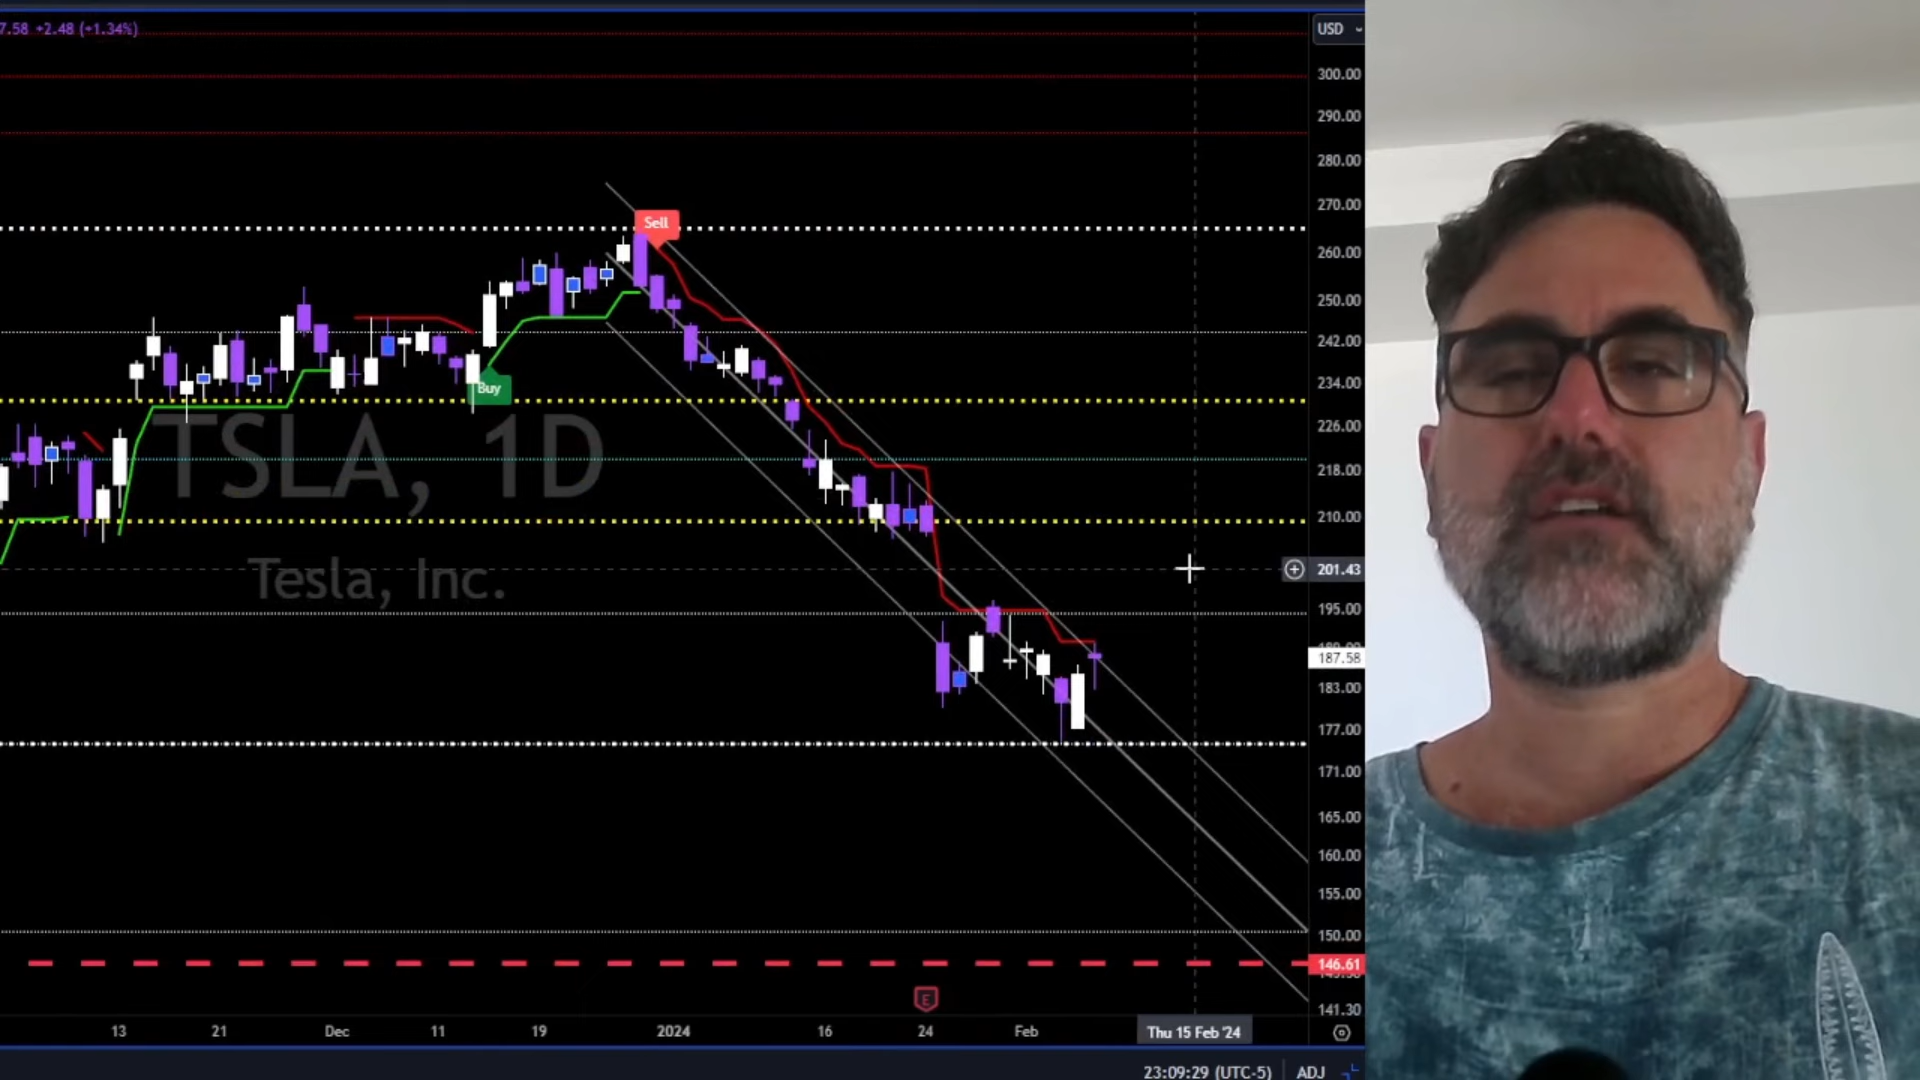 7.58 +2.48 (+1.34%)
USD
300.00
290.00
280.00
270.00
260.00
250.00
242.00
234.00
226.00
218.00
210.00
201.43
195.00
187.58
183.00
177.00
171.00
165.00
160.00
155.00
150.00
146.61
141.30
Sell
Buy
TSLA, 1D
Tesla, Inc.
E
13 21 Dec 11 19 2024 16 24 Feb Thu 15 Feb '24
23:09:29 (UTC-5) ADJ